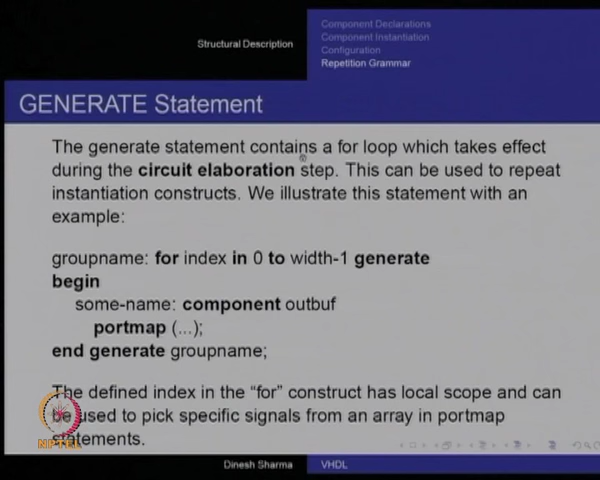 Structural Description
Component Declarations
Component Instantiation
Configuration
Repetition Grammar
GENERATE Statement
The generate statement contains a for loop which takes effect
during the circuit elaboration step. This can be used to repeat
instantiation constructs. We illustrate this statement with an
example:
groupname: for index in 0 to width-1 generate
begin
some-name: component outbuf
portmap (...);
end generate groupname;
The defined index in the “for” construct has local scope and can
be used to pick specific signals from an array in portmap
statements.
NPTEL
Dinesh Sharma
VHDL